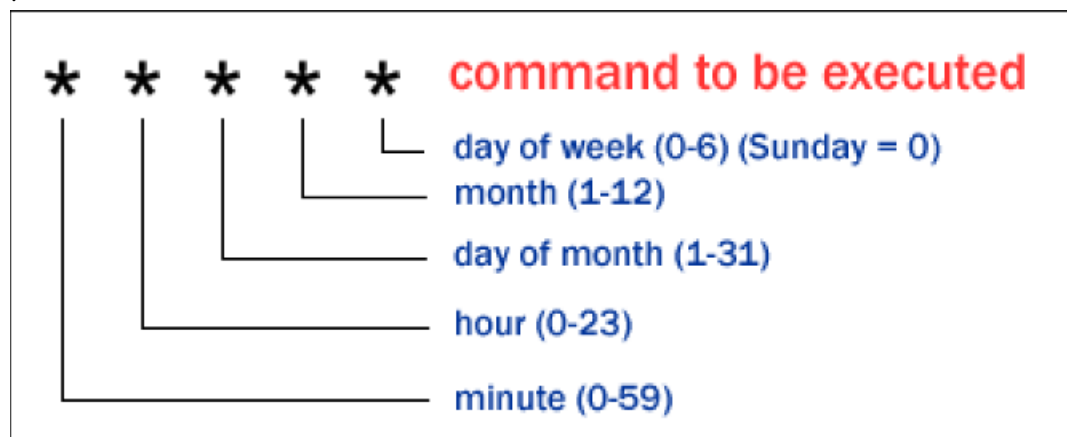 * * * * * command to be executed
day of week (0-6) (Sunday = 0)
month (1-12)
day of month (1-31)
hour (0-23)
minute (0-59)